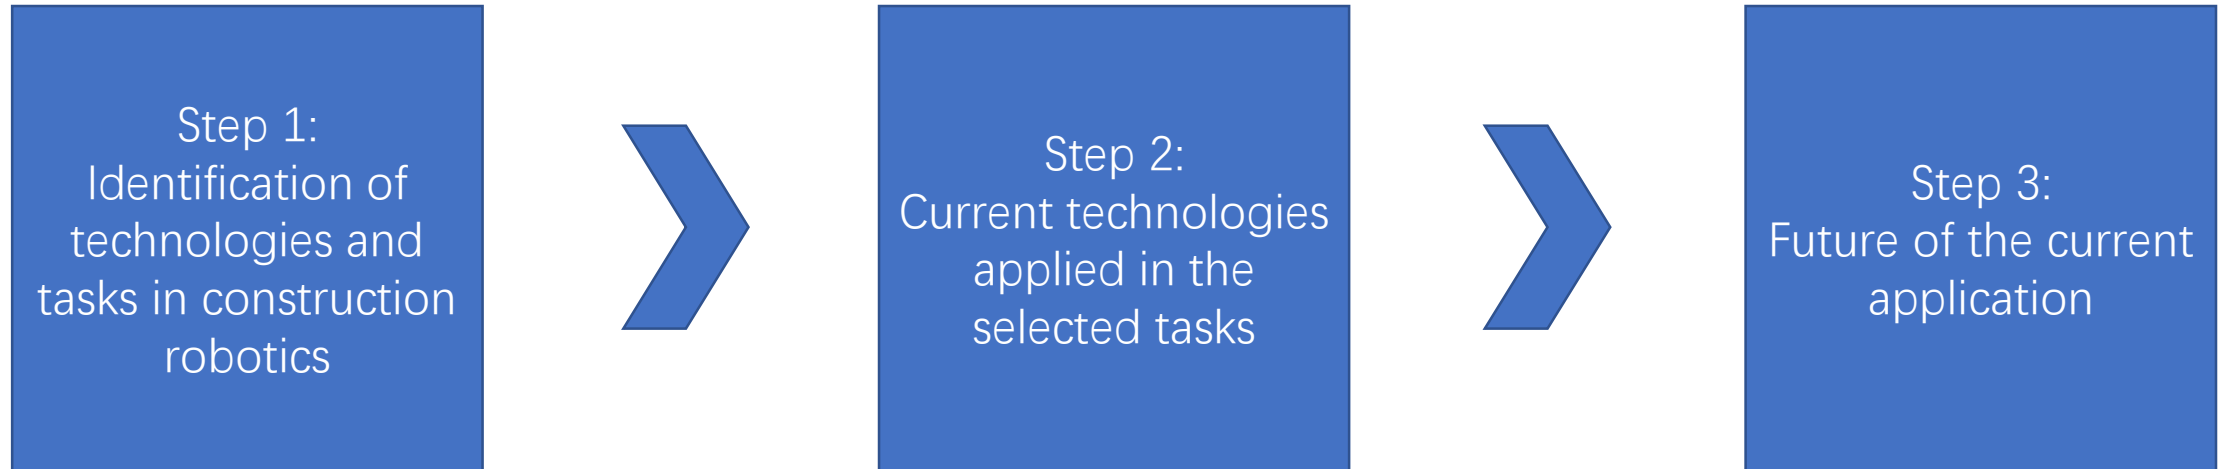 Step 1:
Identification of
technologies and
tasks in construction
robotics
Step 2:
Current technologies
applied in the
selected tasks
Step 3:
Future of the current
application